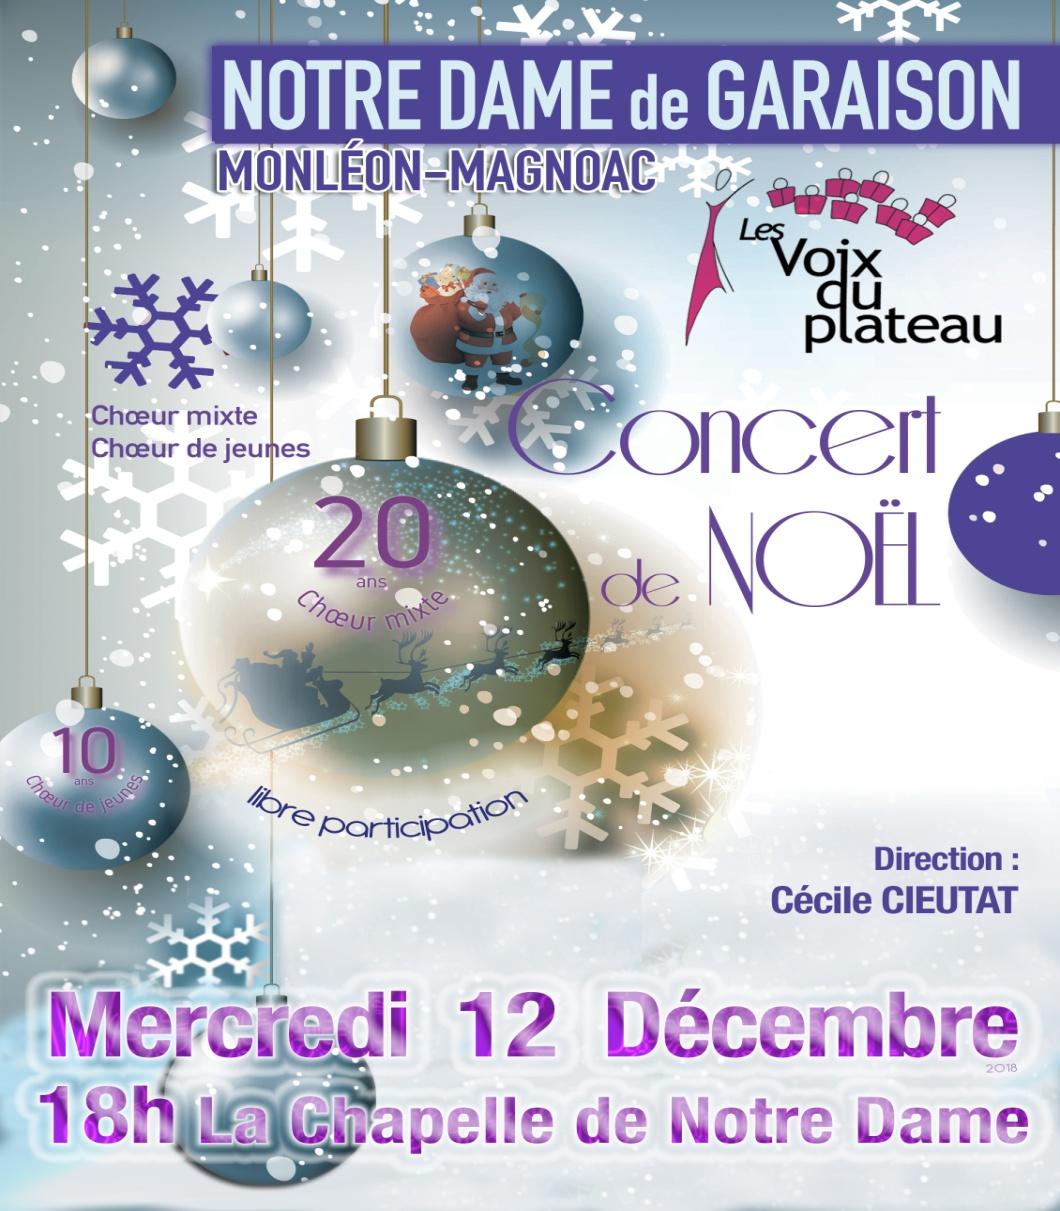 NOTRE DAME de GARAISON
MONLÉON-MAGNOAC
Les
Voix
du
plateau
Chœur mixte
Chœur de jeunes
Concert
de NOËL
20
ans
Chœur mixte
10
ans
Chœur de jeunes
libre participation
Direction :
Cécile CIEUTAT
Mercredi 12 Décembre
2018
18h La Chapelle de Notre Dame